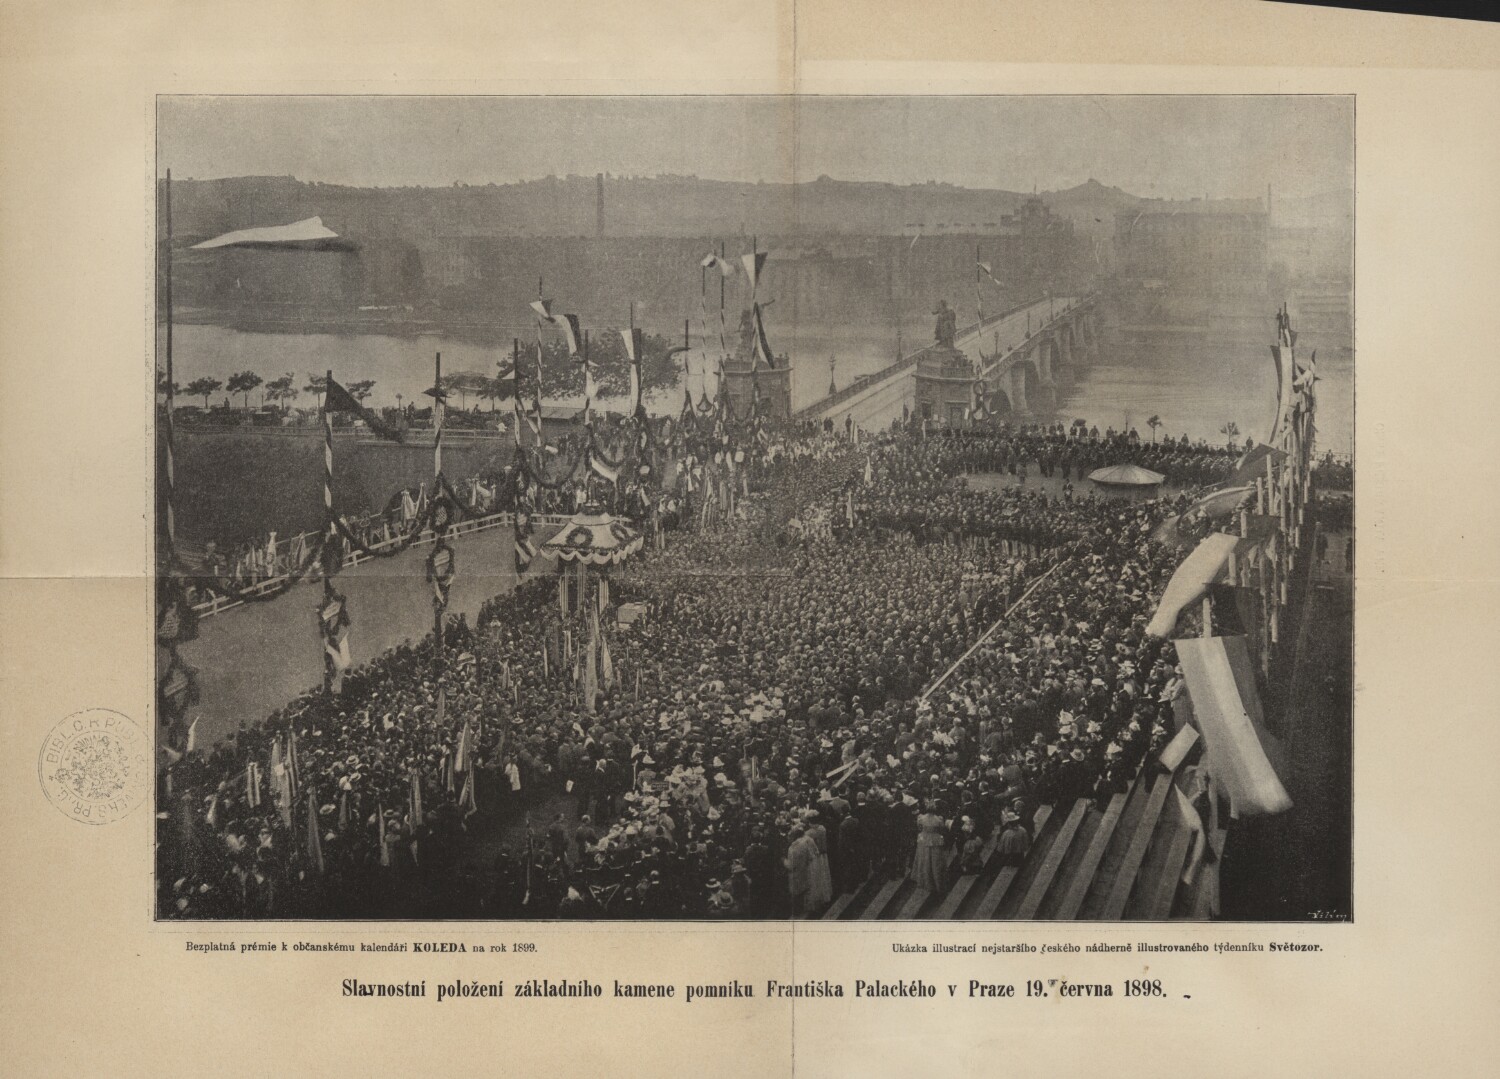 Vilím
Bezplatná prémie k občanskému kalendáři KOLEDA na rok 1899.
Ukázka illustrací nejstaršího českého nádherně illustrovaného týdenníku Světozor.
Slavnostní položení základního kamene pomníku Františka Palackého v Praze 19. června 1898.